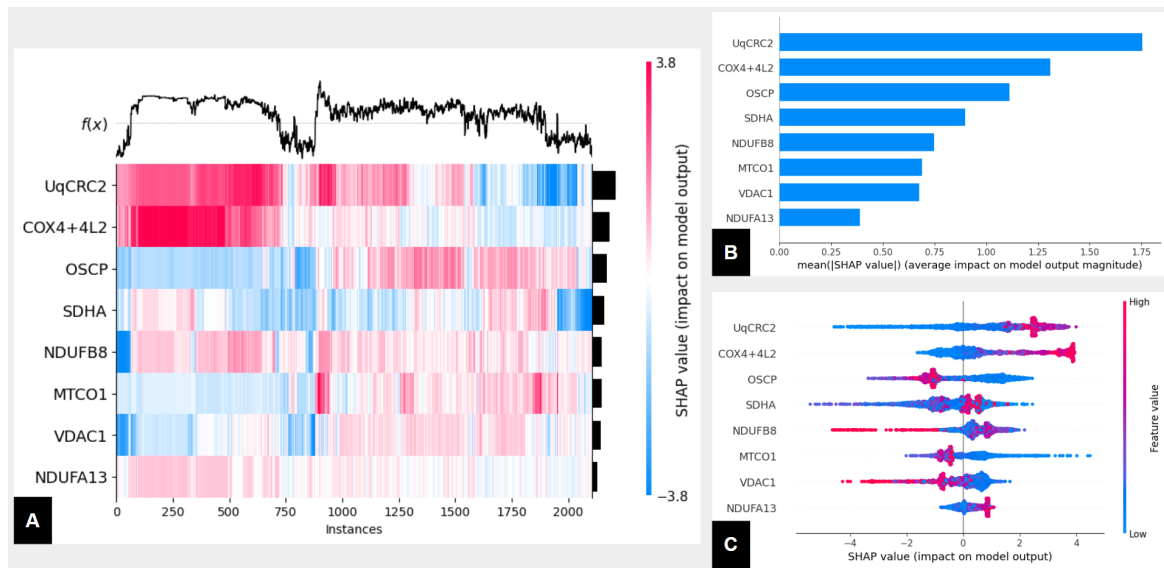 f(x)
UqCRC2
COX4+4L2
OSCP
SDHA
NDUFB8
MTCO1
VDAC1
NDUFA13
0 250 500 750 1000 1250 1500 1750 2000
Instances
3.8
SHAP value (impact on model output)
−3.8
A
UqCRC2
COX4+4L2
OSCP
SDHA
NDUFB8
MTCO1
VDAC1
NDUFA13
0.00 0.25 0.50 0.75 1.00 1.25 1.50 1.75
mean(|SHAP value|) (average impact on model output magnitude)
B
UqCRC2
COX4+4L2
OSCP
SDHA
NDUFB8
MTCO1
VDAC1
NDUFA13
−4 −2 0 2 4
SHAP value (impact on model output)
High
Feature value
Low
C